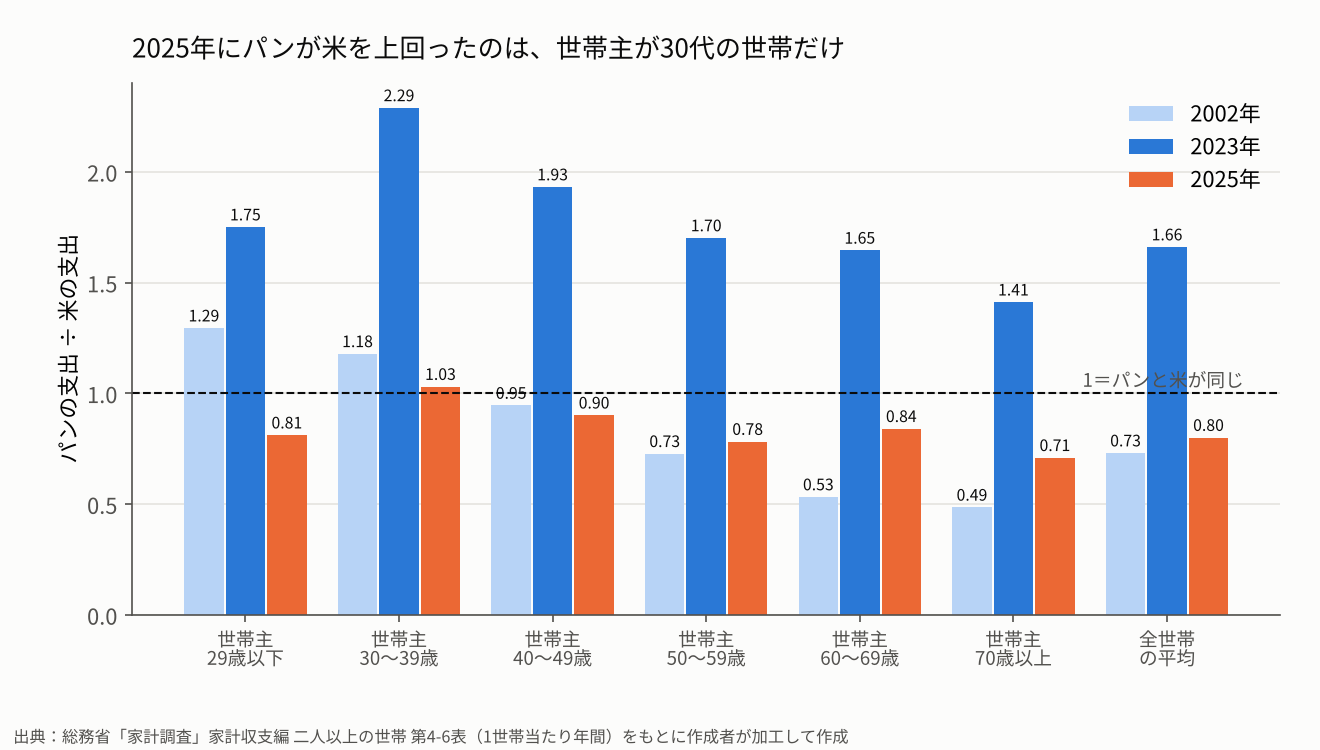 2025年にパンが米を上回ったのは、世帯主が30代の世帯だけ
2002年
2023年
2025年
パンの支出 ÷ 米の支出
2.0
1.5
1.0
0.5
0.0
1.29
1.75
0.81
1.18
2.29
1.03
0.95
1.93
0.90
0.73
1.70
0.78
0.53
1.65
0.84
0.49
1.41
0.71
0.73
1.66
0.80
1＝パンと米が同じ
世帯主
29歳以下
世帯主
30〜39歳
世帯主
40〜49歳
世帯主
50〜59歳
世帯主
60〜69歳
世帯主
70歳以上
全世帯
の平均
出典：総務省「家計調査」家計収支編 二人以上の世帯 第4-6表（1世帯当たり年間）をもとに作成者が加工して作成